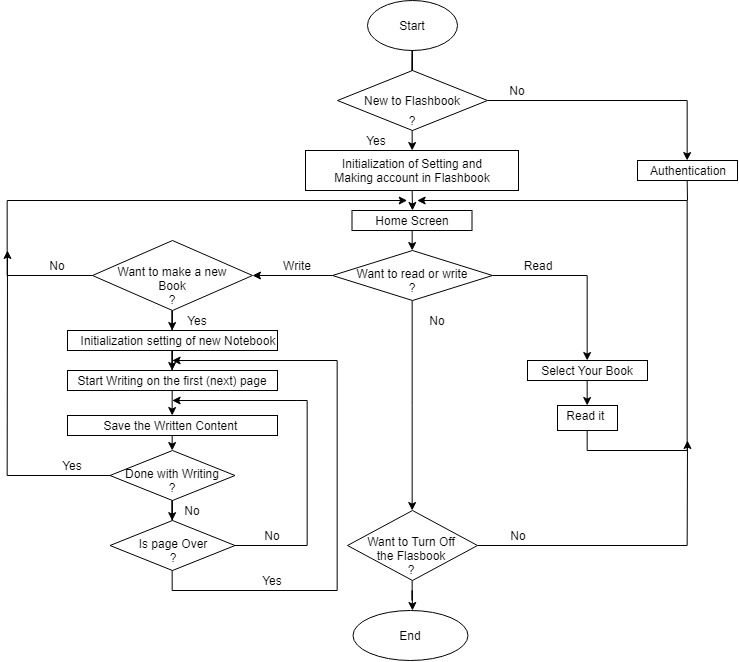 Start
New to Flashbook
?
No
Yes
Initialization of Setting and
Making account in Flashbook
Authentication
Home Screen
No
Want to make a new
Book
?
Write
Want to read or write
?
Read
Yes
No
Initialization setting of new Notebook
Start Writing on the first (next) page
Select Your Book
Save the Written Content
Read it
Yes
Done with Writing
?
No
Is page Over
?
No
Yes
Want to Turn Off
the Flasbook
?
No
End